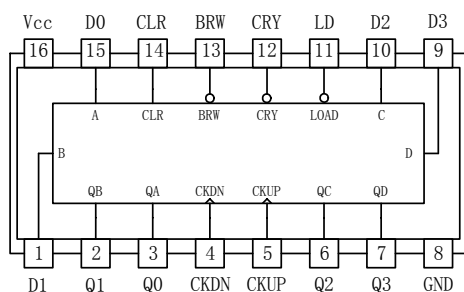 Vcc D0 CLR BRW CRY LD D2 D3
16 15 14 13 12 11 10 9
A CLR BRW CRY LOAD C
B D
QB QA CKDN CKUP QC QD
1 2 3 4 5 6 7 8
D1 Q1 Q0 CKDN CKUP Q2 Q3 GND